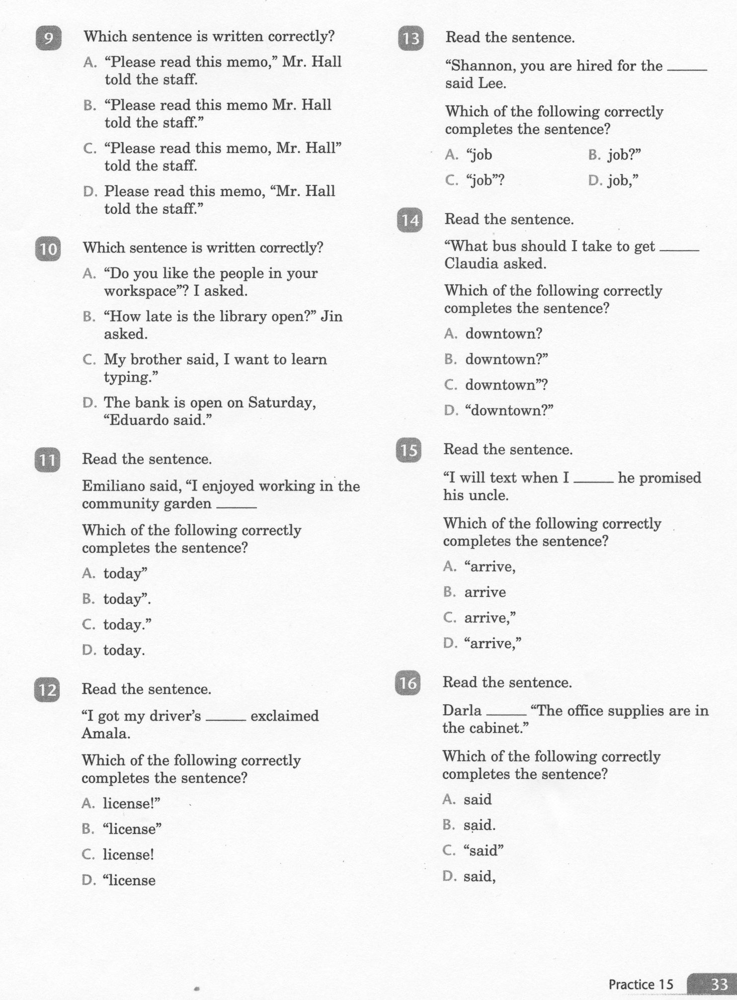 9 Which sentence is written correctly?
A. “Please read this memo,” Mr. Hall
told the staff.
B. “Please read this memo Mr. Hall
told the staff.”
C. “Please read this memo, Mr. Hall”
told the staff.
D. Please read this memo, “Mr. Hall
told the staff.”
10 Which sentence is written correctly?
A. “Do you like the people in your
workspace”? I asked.
B. “How late is the library open?” Jin
asked.
C. My brother said, I want to learn
typing.”
D. The bank is open on Saturday,
“Eduardo said.”
11 Read the sentence.
Emiliano said, “I enjoyed working in the
community garden _____
Which of the following correctly
completes the sentence?
A. today”
B. today”.
C. today.”
D. today.
12 Read the sentence.
“I got my driver’s _____ exclaimed
Amala.
Which of the following correctly
completes the sentence?
A. license!”
B. “license”
C. license!
D. “license
13 Read the sentence.
“Shannon, you are hired for the _____
said Lee.
Which of the following correctly
completes the sentence?
A. “job B. job?”
C. “job”? D. job,”
14 Read the sentence.
“What bus should I take to get _____
Claudia asked.
Which of the following correctly
completes the sentence?
A. downtown?
B. downtown?”
C. downtown”?
D. “downtown?”
15 Read the sentence.
“I will text when I _____ he promised
his uncle.
Which of the following correctly
completes the sentence?
A. “arrive,
B. arrive
C. arrive,”
D. “arrive,”
16 Read the sentence.
Darla _____ “The office supplies are in
the cabinet.”
Which of the following correctly
completes the sentence?
A. said
B. said.
C. “said”
D. said,
Practice 15 33